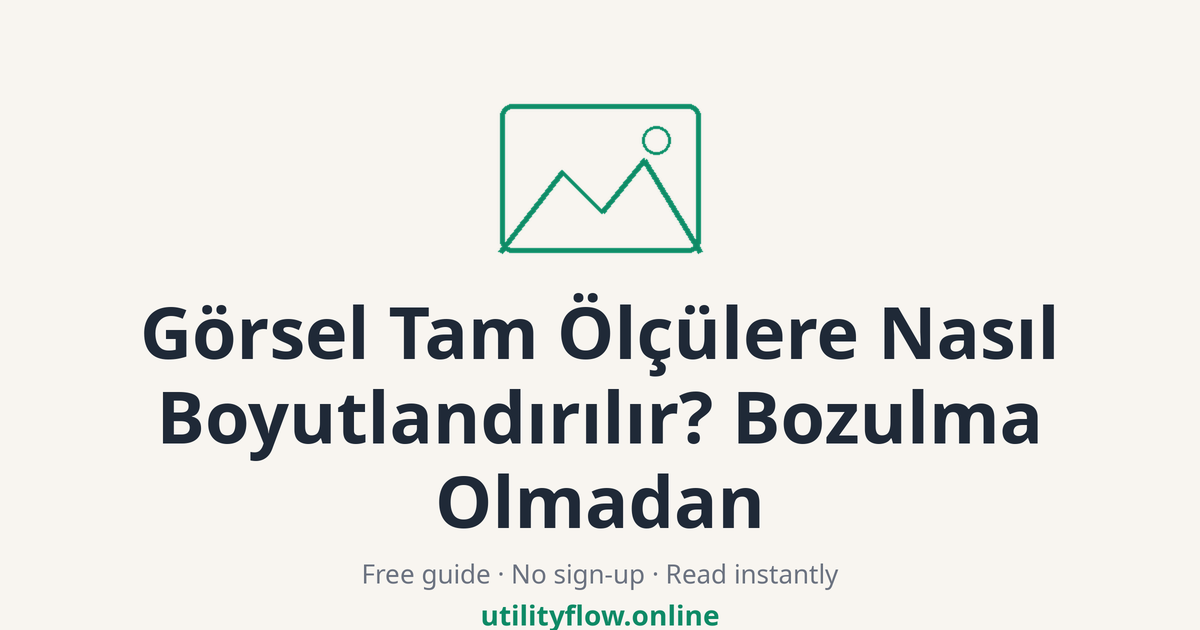 Görsel Tam Ölçülere Nasıl
Boyutlandırılır? Bozulma
Olmadan
Free guide · No sign-up · Read instantly
utilityflow.online